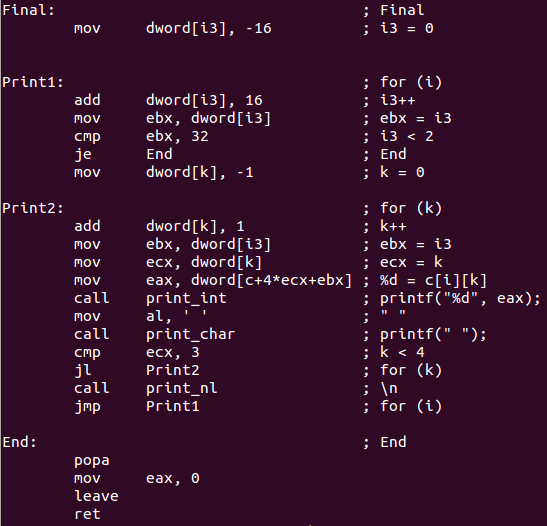 Final:                                  ; Final
        mov     dword[i3], -16          ; i3 = 0
Print1:                                 ; for (i)
        add     dword[i3], 16           ; i3++
        mov     ebx, dword[i3]          ; ebx = i3
        cmp     ebx, 32                 ; i3 < 2
        je      End                     ; End
        mov     dword[k], -1            ; k = 0
Print2:                                 ; for (k)
        add     dword[k], 1             ; k++
        mov     ebx, dword[i3]          ; ebx = i3
        mov     ecx, dword[k]           ; ecx = k
        mov     eax, dword[c+4*ecx+ebx] ; %d = c[i][k]
        call    print_int               ; printf("%d", eax);
        mov     al, ' '                 ; " "
        call    print_char              ; printf(" ");
        cmp     ecx, 3                  ; k < 4
        jl      Print2                  ; for (k)
        call    print_nl                ; \n
        jmp     Print1                  ; for (i)
End:                                    ; End
        popa
        mov     eax, 0
        leave
        ret